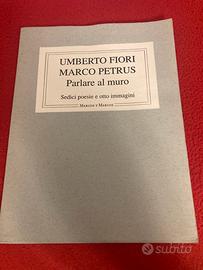 UMBERTO FIORI
MARCO PETRUS
Parlare al muro
Sedici poesie e otto immagini
MARCOS Y MARCOS
subito